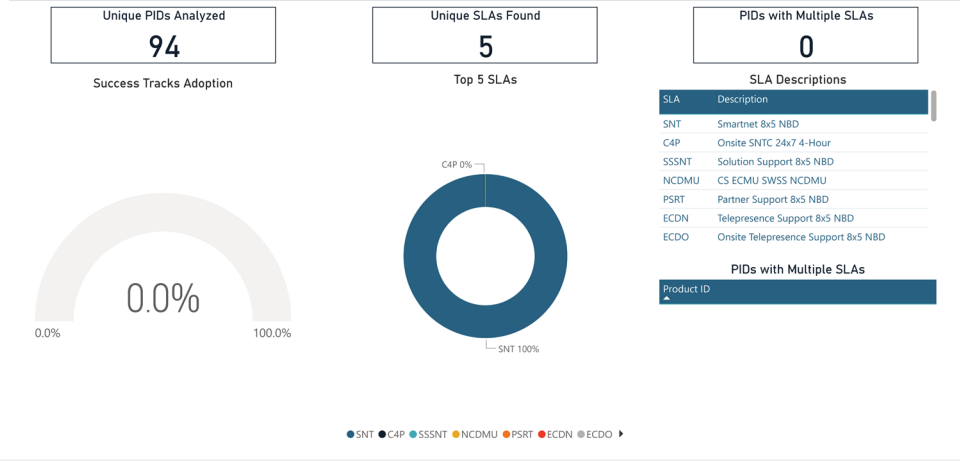 Unique PIDs Analyzed
94
Unique SLAs Found
5
PIDs with Multiple SLAs
0
Success Tracks Adoption
0.0%
0.0%
100.0%
Top 5 SLAs
C4P 0%
SNT 100%
SNT C4P SSSNT NCDMU PSRT ECDN ECDO
SLA Descriptions
SLA Description
SNT Smartnet 8x5 NBD
C4P Onsite SNTC 24x7 4-Hour
SSSNT Solution Support 8x5 NBD
NCDMU CS ECMU SWSS NCDMU
PSRT Partner Support 8x5 NBD
ECDN Telepresence Support 8x5 NBD
ECDO Onsite Telepresence Support 8x5 NBD
PIDs with Multiple SLAs
Product ID